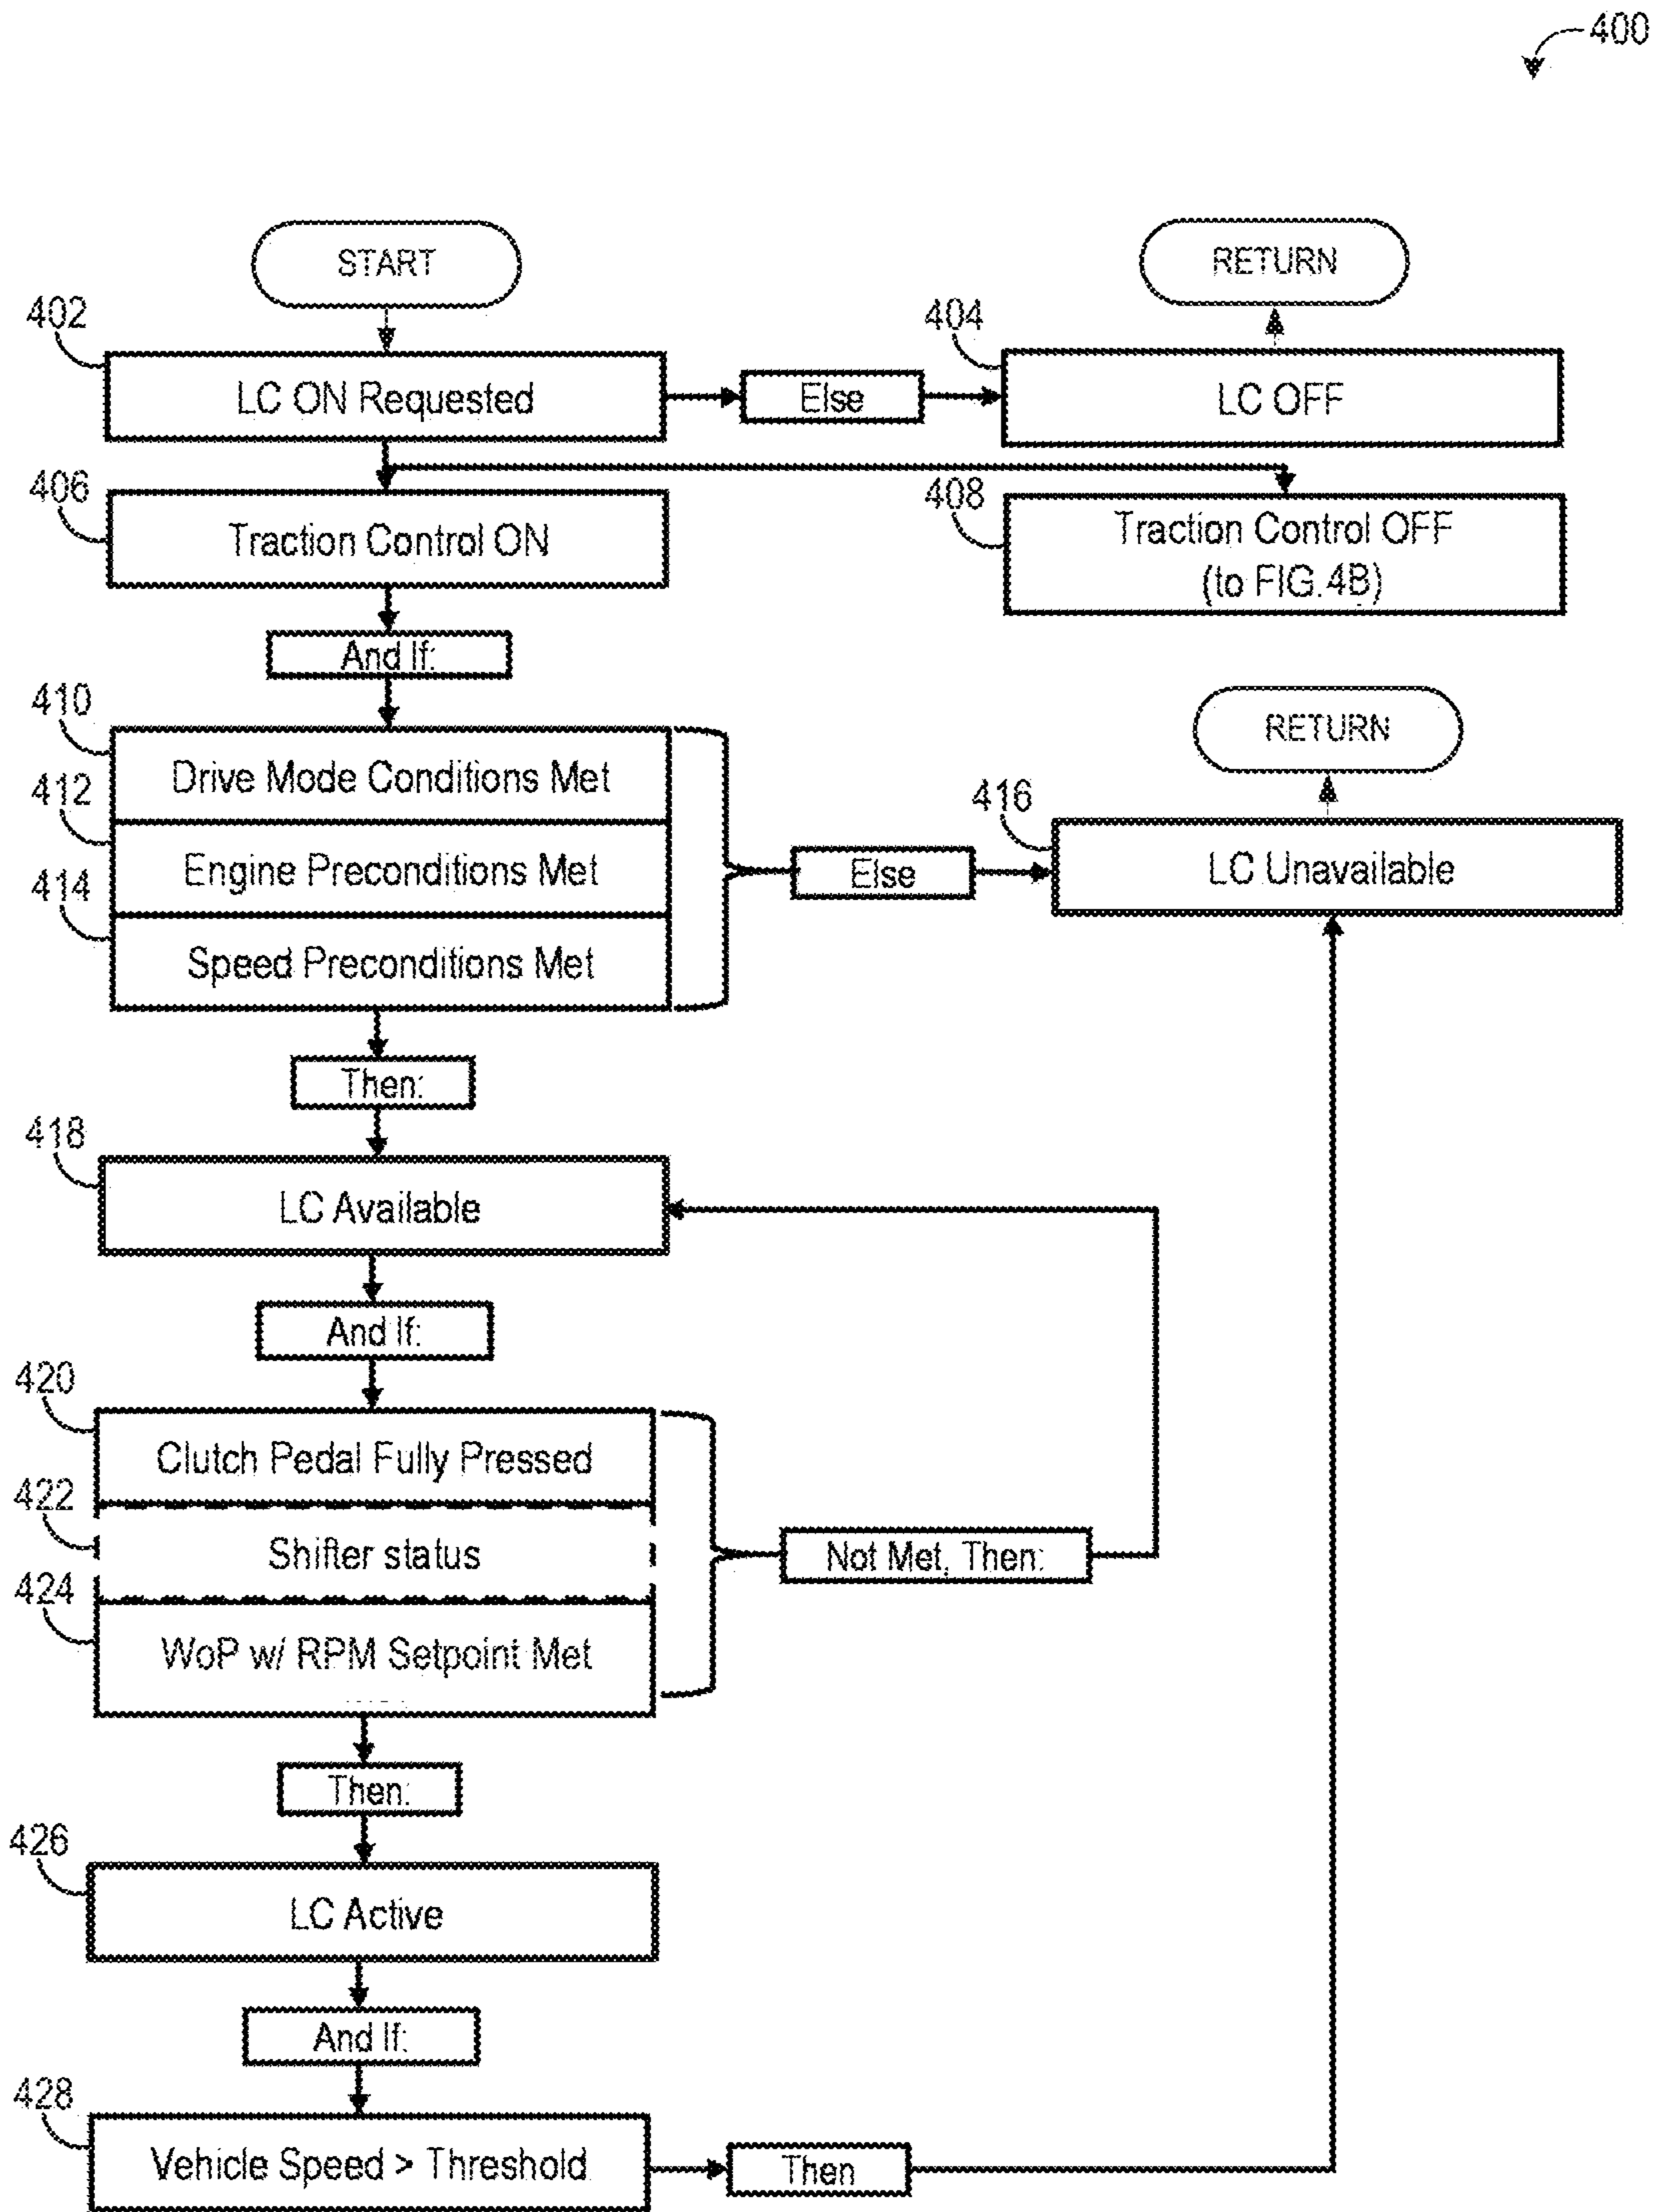 400
START
RETURN
402
404
LC ON Requested
Else
LC OFF
406
408
Traction Control ON
Traction Control OFF
(to FIG.4B)
And If:
410
RETURN
Drive Mode Conditions Met
412
416
Engine Preconditions Met
Else
LC Unavailable
414
Speed Preconditions Met
Then:
418
LC Available
And If:
420
Clutch Pedal Fully Pressed
422
Shifter status
Not Met, Then:
424
WoP w/ RPM Setpoint Met
Then:
426
LC Active
And If:
428
Vehicle Speed > Threshold
Then